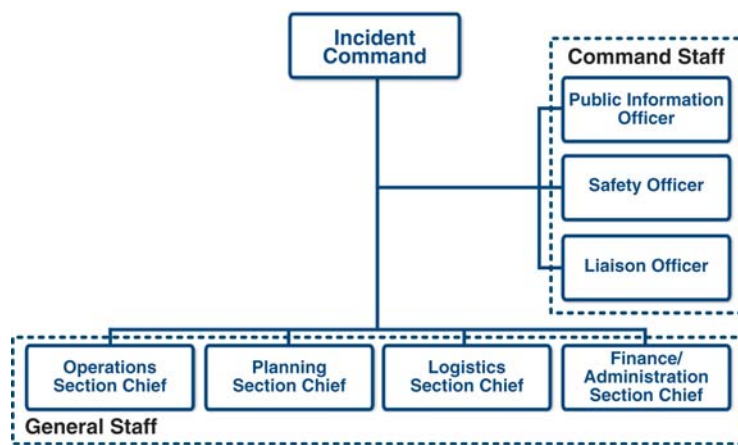 Incident
Command
Command Staff
Public Information
Officer
Safety Officer
Liaison Officer
Operations
Section Chief
Planning
Section Chief
Logistics
Section Chief
Finance/
Administration
Section Chief
General Staff